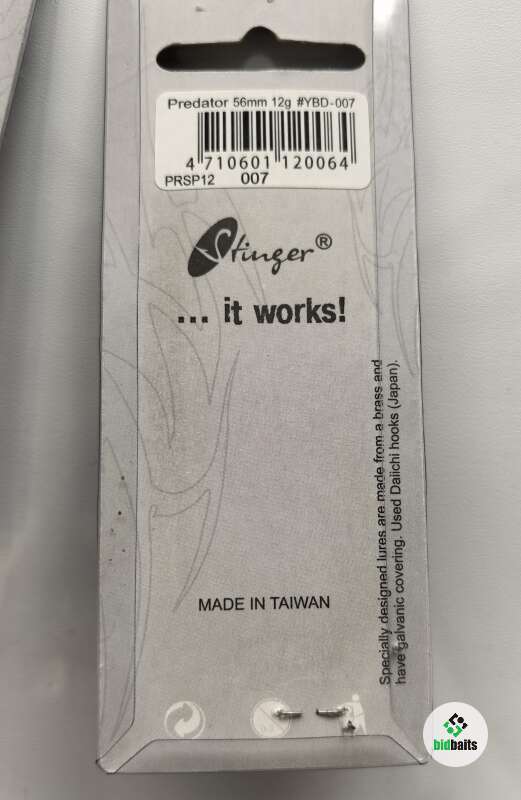 Predator 56mm 12g #YBD-007
4 710601 120064
PRSP12 007
Stinger®
... it works!
Specially designed lures are made from a brass and
have galvanic covering. Used Daiichi hooks (Japan).
MADE IN TAIWAN
bidbaits